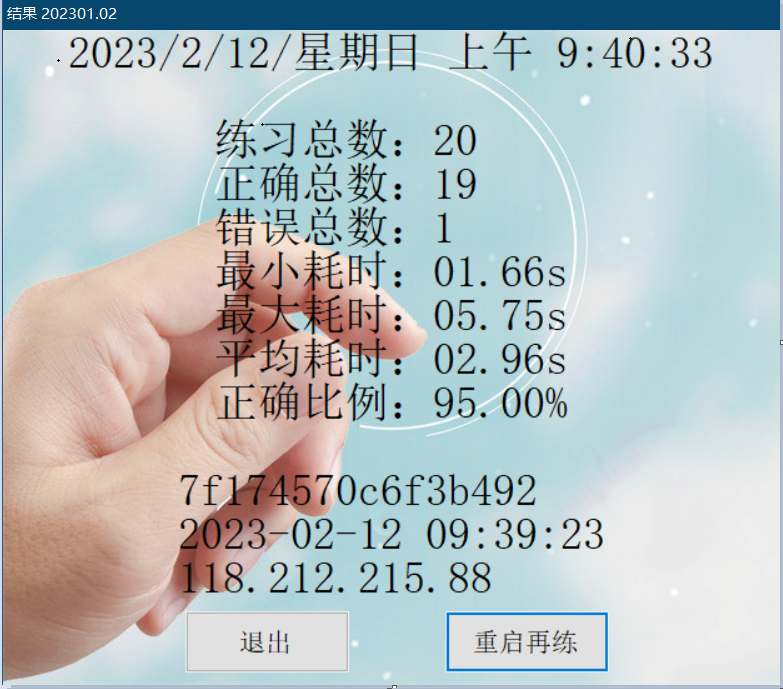 结果 202301.02
2023/2/12/星期日 上午 9:40:33
练习总数：20
正确总数：19
错误总数：1
最小耗时：01.66s
最大耗时：05.75s
平均耗时：02.96s
正确比例：95.00%
7f174570c6f3b492
2023-02-12 09:39:23
118.212.215.88
退出 重启再练